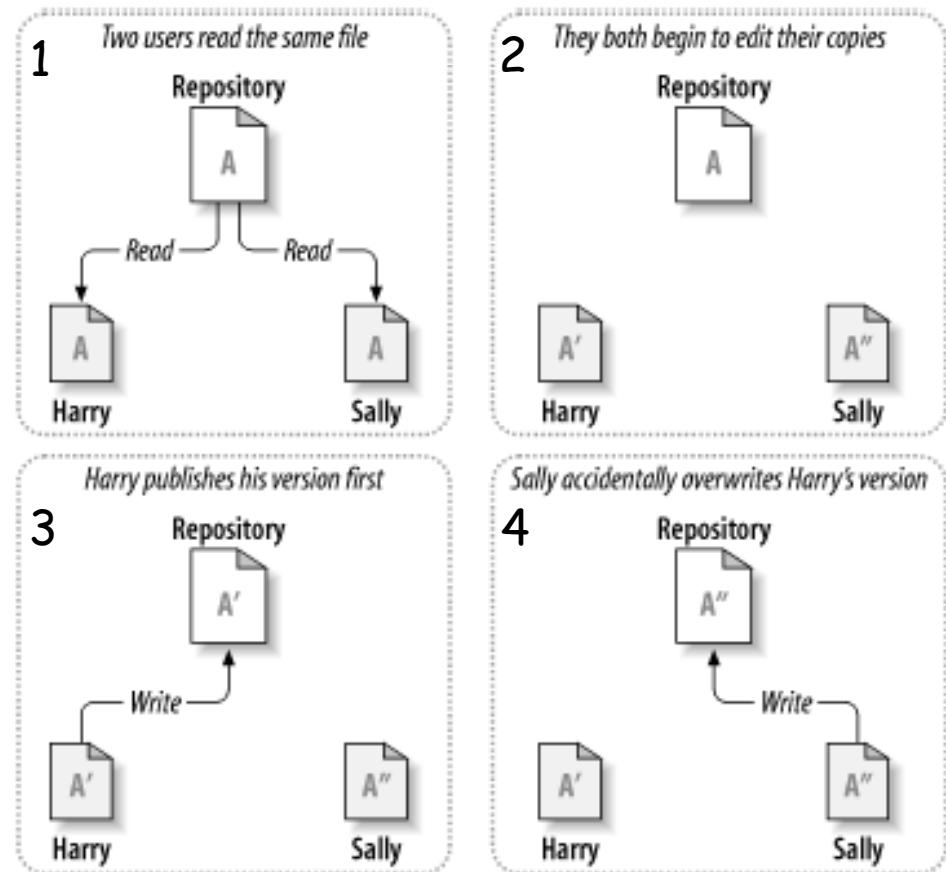 1
Two users read the same file
Repository
A
Read
Read
A
A
Harry
Sally
2
They both begin to edit their copies
Repository
A
A′
A″
Harry
Sally
3
Harry publishes his version first
Repository
A′
Write
A′
A″
Harry
Sally
4
Sally accidentally overwrites Harry's version
Repository
A″
Write
A′
A″
Harry
Sally